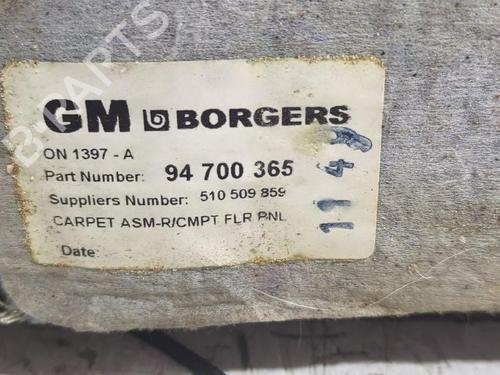 B-PARTS
GM BORGERS
ON 1397 - A
Part Number: 94 700 365
Suppliers Number: 510 509 859
CARPET ASM-R/CMPT FLR PNL
Date: